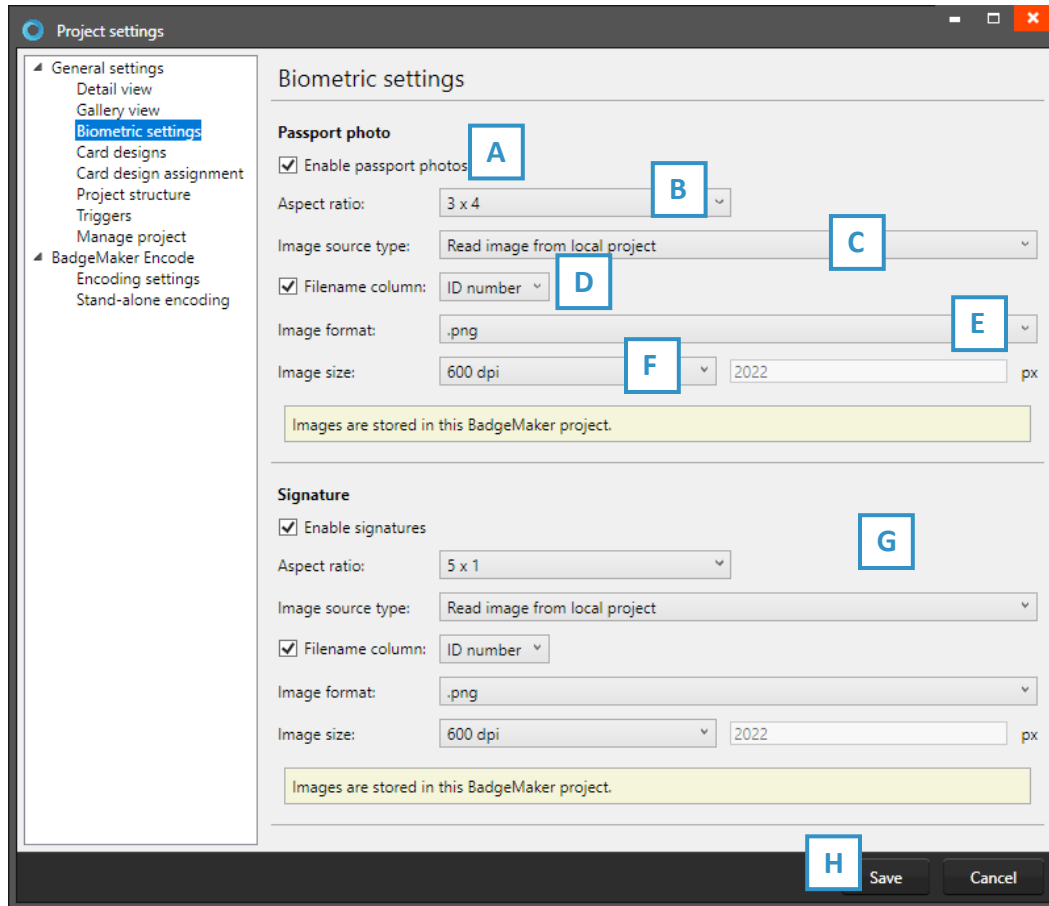 Project settings
General settings
Detail view
Gallery view
Biometric settings
Card designs
Card design assignment
Project structure
Triggers
Manage project
BadgeMaker Encode
Encoding settings
Stand-alone encoding
Biometric settings
Passport photo
Enable passport photos A
Aspect ratio: 3 x 4 B
Image source type: Read image from local project C
Filename column: ID number D
Image format: .png E
Image size: 600 dpi F 2022 px
Images are stored in this BadgeMaker project.
Signature
Enable signatures G
Aspect ratio: 5 x 1
Image source type: Read image from local project
Filename column: ID number
Image format: .png
Image size: 600 dpi 2022 px
Images are stored in this BadgeMaker project.
H Save Cancel